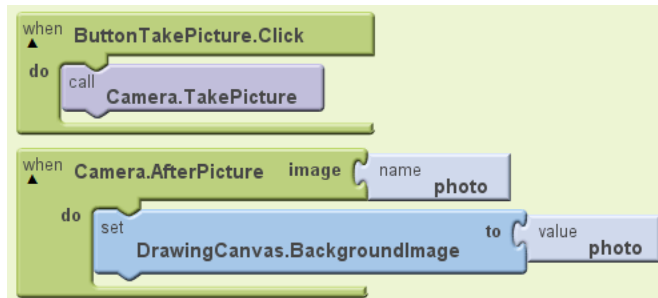 when ButtonTakePicture.Click
do
call
Camera.TakePicture
when Camera.AfterPicture image name
photo
do
set to value
DrawingCanvas.BackgroundImage photo